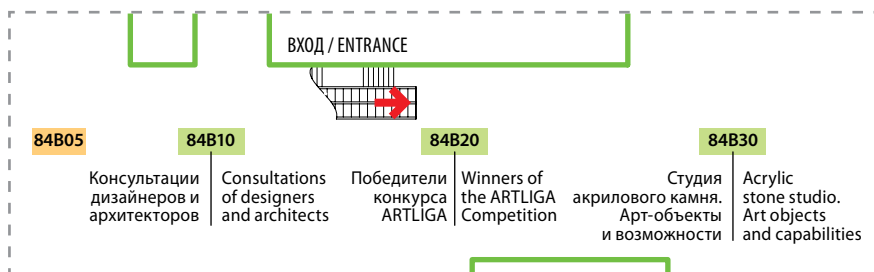 ВХОД / ENTRANCE
84B05
84B10
84B20
84B30
Консультации
дизайнеров и
архитекторов
Consultations
of designers
and architects
Победители
конкурса
ARTLIGA
Winners of
the ARTLIGA
Competition
Студия
акрилового камня.
Арт-объекты
и возможности
Acrylic
stone studio.
Art objects
and capabilities